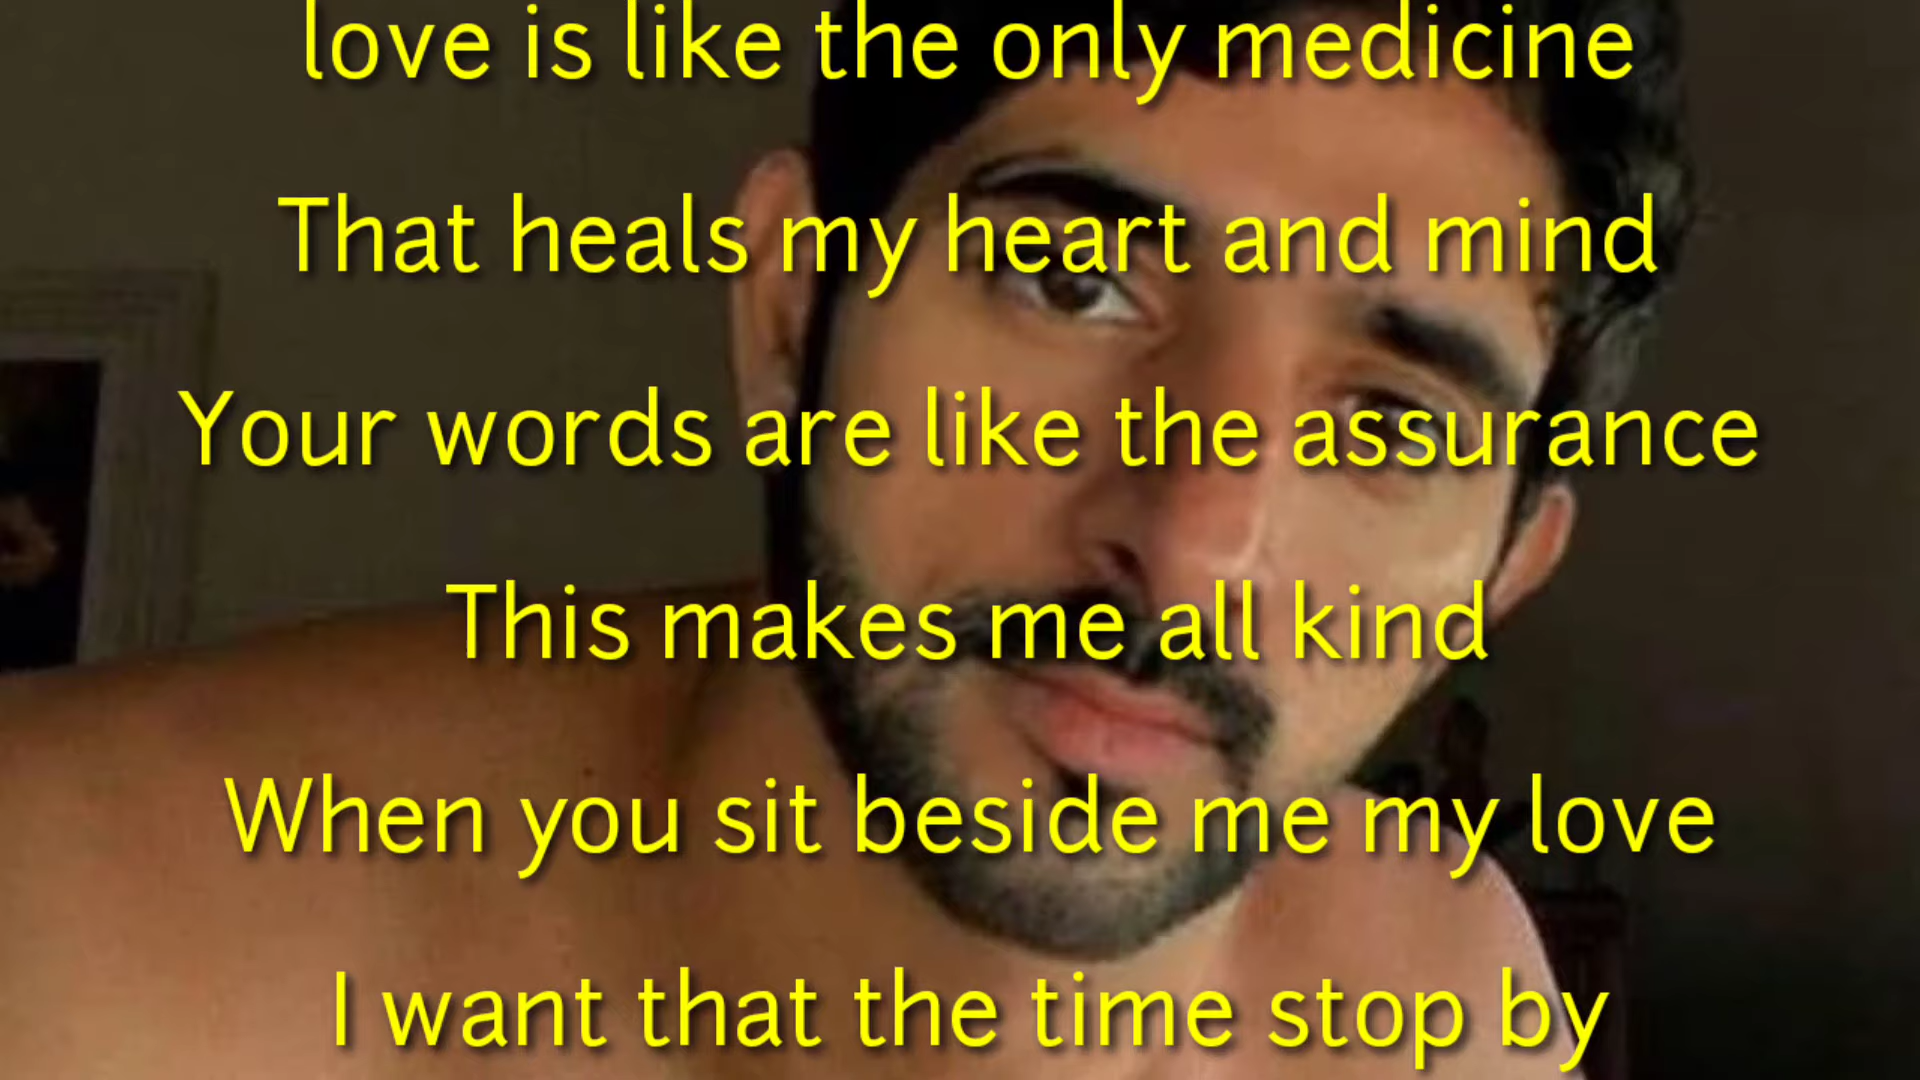 love is like the only medicine
That heals my heart and mind
Your words are like the assurance
This makes me all kind
When you sit beside me my love
I want that the time stop by